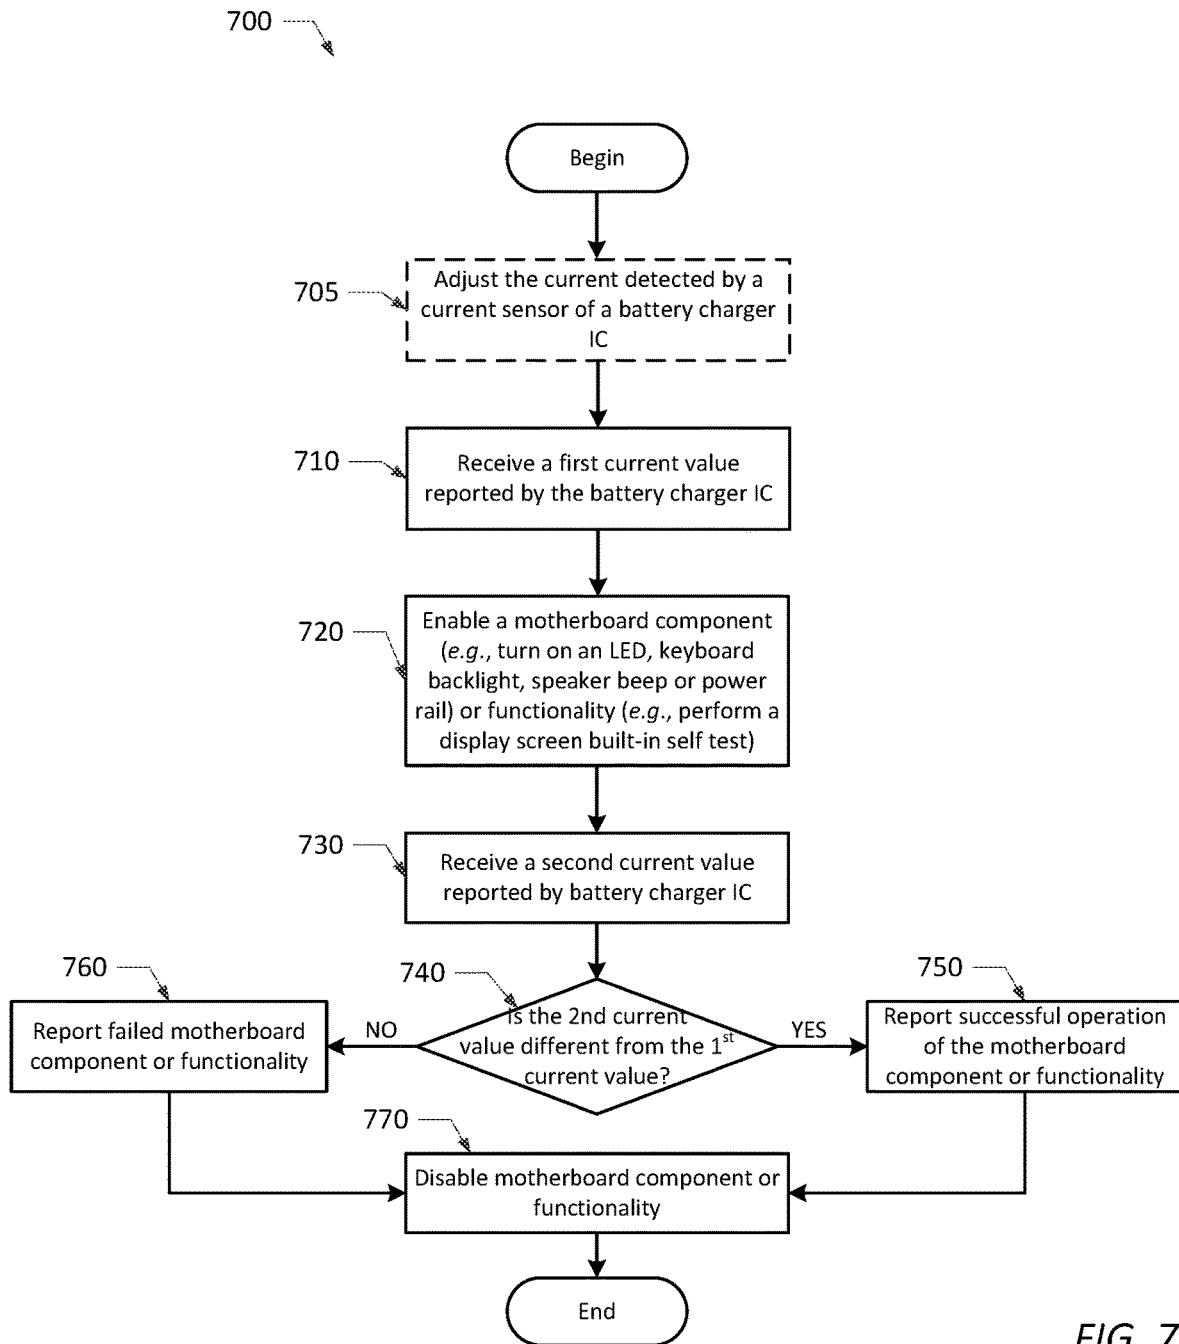 700
Begin
705
Adjust the current detected by a
current sensor of a battery charger
IC
710
Receive a first current value
reported by the battery charger IC
720
Enable a motherboard component
(e.g., turn on an LED, keyboard
backlight, speaker beep or power
rail) or functionality (e.g., perform a
display screen built-in self test)
730
Receive a second current value
reported by battery charger IC
760
740
750
Report failed motherboard
component or functionality
NO
Is the 2nd current
value different from the 1st
current value?
YES
Report successful operation
of the motherboard
component or functionality
770
Disable motherboard component or
functionality
End
FIG. 7